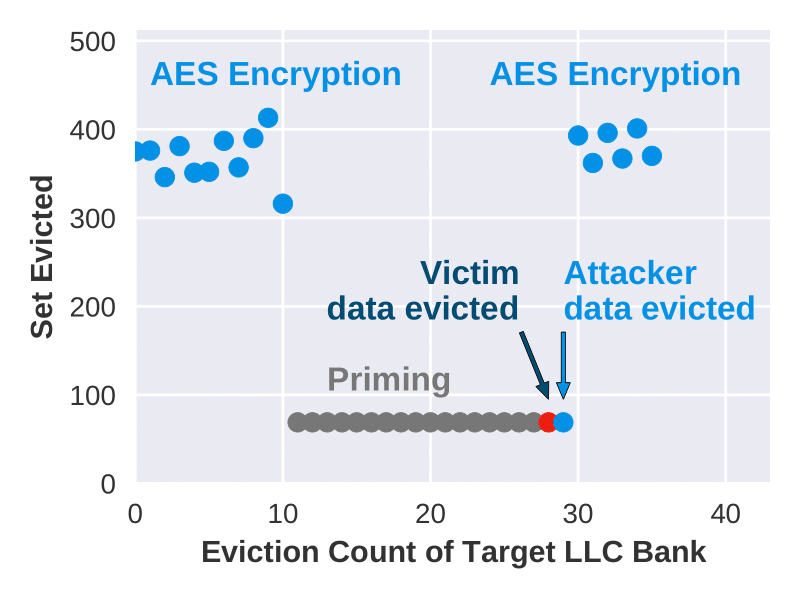 500
AES Encryption
AES Encryption
400
300
Set Evicted
Victim
data evicted
Attacker
data evicted
200
Priming
100
0
0
10
20
30
40
Eviction Count of Target LLC Bank